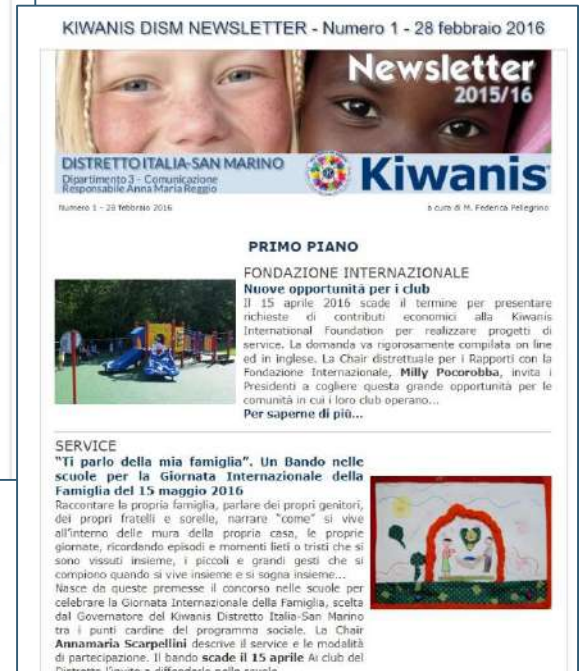 KIWANIS DISM NEWSLETTER - Numero 1 - 28 febbraio 2016
Newsletter
2015/16
DISTRETTO ITALIA-SAN MARINO
Dipartimento 3 - Comunicazione
Responsabile Anna Maria Reggio
Kiwanis
Numero 1 - 28 febbraio 2016
a cura di M. Federica Pellegrino
PRIMO PIANO
FONDAZIONE INTERNAZIONALE
Nuove opportunità per i club
Il 15 aprile 2016 scade il termine per presentare
richieste di contributi economici alla Kiwanis
International Foundation per realizzare progetti di
service. La domanda va rigorosamente compilata on line
ed in inglese. La Chair distrettuale per i Rapporti con la
Fondazione Internazionale, Milly Pocorobba, invita i
Presidenti a cogliere questa grande opportunità per le
comunità in cui i loro club operano...
Per saperne di più...
SERVICE
"Ti parlo della mia famiglia". Un Bando nelle
scuole per la Giornata Internazionale della
Famiglia del 15 maggio 2016
Raccontare la propria famiglia, parlare dei propri genitori,
dei propri fratelli e sorelle, narrare "come" si vive
all'interno delle mura della propria casa, le proprie
giornate, ricordando episodi e momenti lieti o tristi che si
sono vissuti insieme, i piccoli e grandi gesti che si
compiono quando si vive insieme e si sogna insieme...
Nasce da queste premesse il concorso nelle scuole per
celebrare la Giornata Internazionale della Famiglia, scelta
dal Governatore del Kiwanis Distretto Italia-San Marino
tra i punti cardine del programma sociale. La Chair
Annamaria Scarpellini descrive il service e le modalità
di partecipazione. Il bando scade il 15 aprile Ai club del
Distretto l'invito a diffonderlo nelle scuole